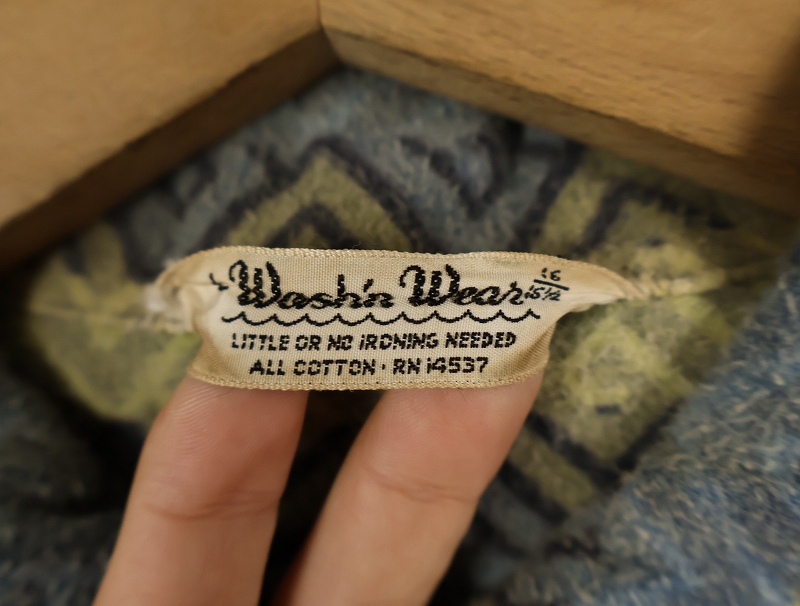 Wash'n Wear
16
15½
LITTLE OR NO IRONING NEEDED
ALL COTTON · RN 14537